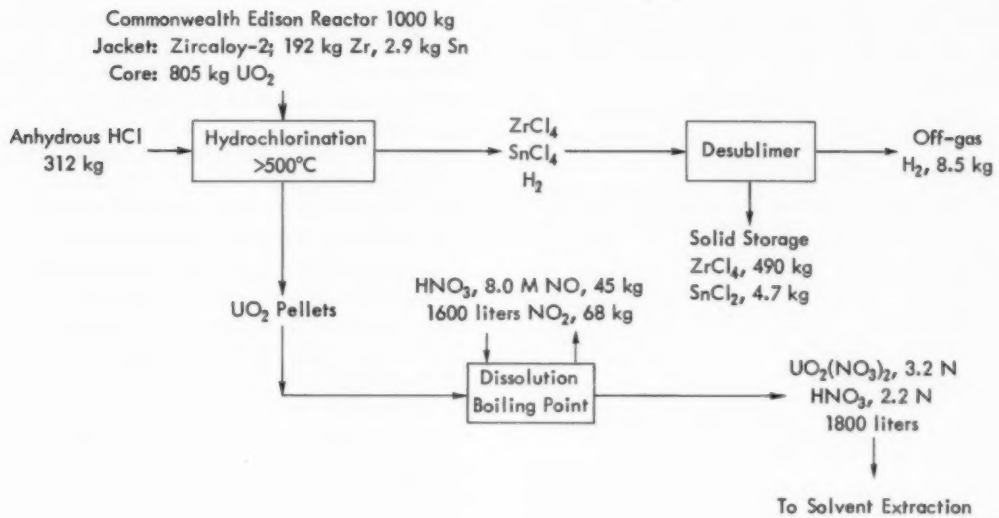 Commonwealth Edison Reactor 1000 kg
Jacket: Zircaloy-2; 192 kg Zr, 2.9 kg Sn
Core: 805 kg UO₂
Anhydrous HCl
312 kg
Hydrochlorination
>500°C
ZrCl₄
SnCl₄
H₂
Desublimer
Off-gas
H₂, 8.5 kg
Solid Storage
ZrCl₄, 490 kg
SnCl₂, 4.7 kg
UO₂ Pellets
HNO₃, 8.0 M NO, 45 kg
1600 liters NO₂, 68 kg
Dissolution
Boiling Point
UO₂(NO₃)₂, 3.2 N
HNO₃, 2.2 N
1800 liters
To Solvent Extraction